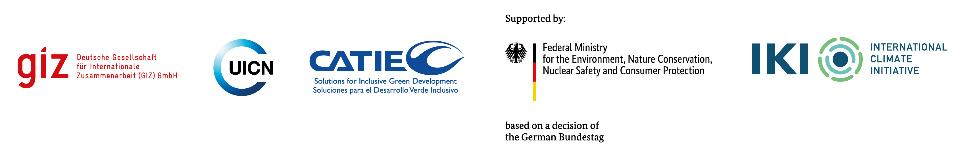 giz
Deutsche Gesellschaft
für Internationale
Zusammenarbeit (GIZ) GmbH
UICN
CATIE
Solutions for Inclusive Green Development
Soluciones para el Desarrollo Verde Inclusivo
Supported by:
Federal Ministry
for the Environment, Nature Conservation,
Nuclear Safety and Consumer Protection
based on a decision of
the German Bundestag
IKI
INTERNATIONAL
CLIMATE
INITIATIVE